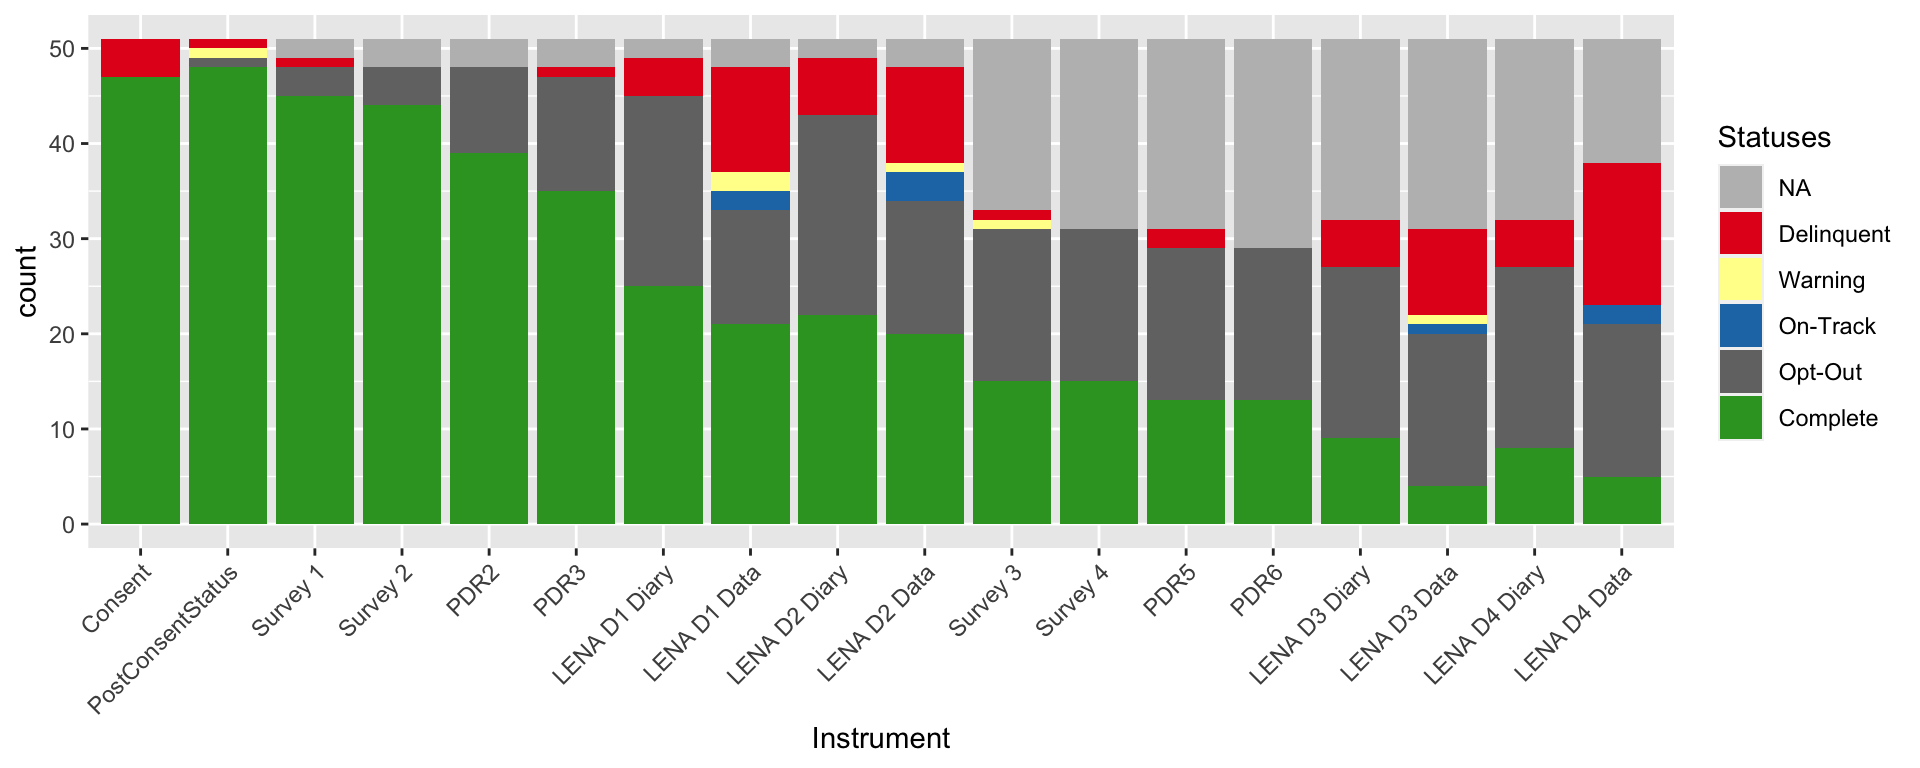 count
50
40
30
20
10
0
Consent
PostConsentStatus
Survey 1
Survey 2
PDR2
PDR3
LENA D1 Diary
LENA D1 Data
LENA D2 Diary
LENA D2 Data
Survey 3
Survey 4
PDR5
PDR6
LENA D3 Diary
LENA D3 Data
LENA D4 Diary
LENA D4 Data
Instrument
Statuses
NA
Delinquent
Warning
On-Track
Opt-Out
Complete